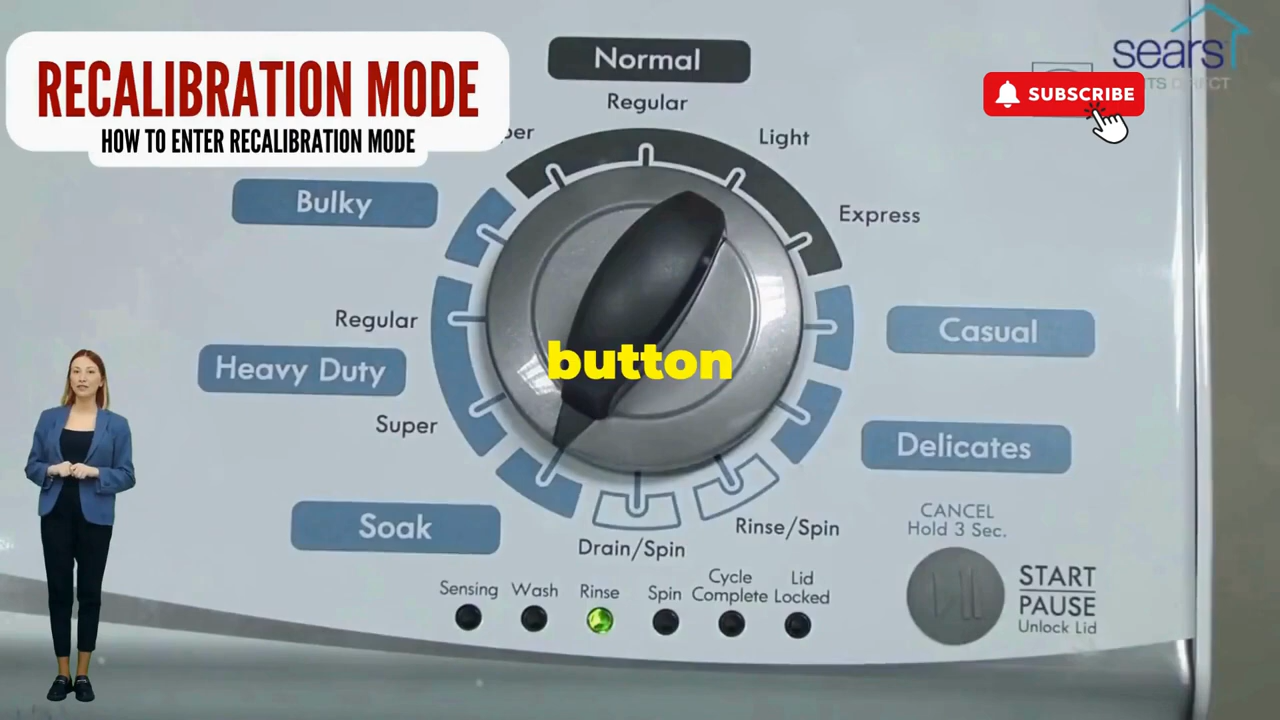 RECALIBRATION MODE
HOW TO ENTER RECALIBRATION MODE
sears
SUBSCRIBE
Normal
Regular
Light
Express
Bulky
Regular
Heavy Duty
Super
Soak
Casual
Delicates
Rinse/Spin
Drain/Spin
button
CANCEL
Hold 3 Sec.
START
PAUSE
Unlock Lid
Sensing
Wash
Rinse
Spin
Cycle
Complete
Lid
Locked